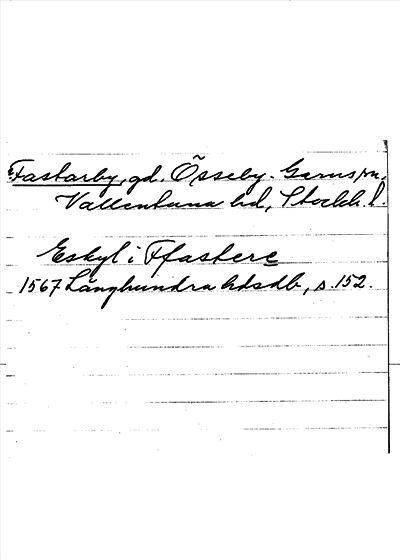 Fastarby, gd. Össeby-Garns sn,
Vallentuna hd, Stockh. l.
Eskyl i Ffastere
1567 Långhundra hdsdb, s. 152.